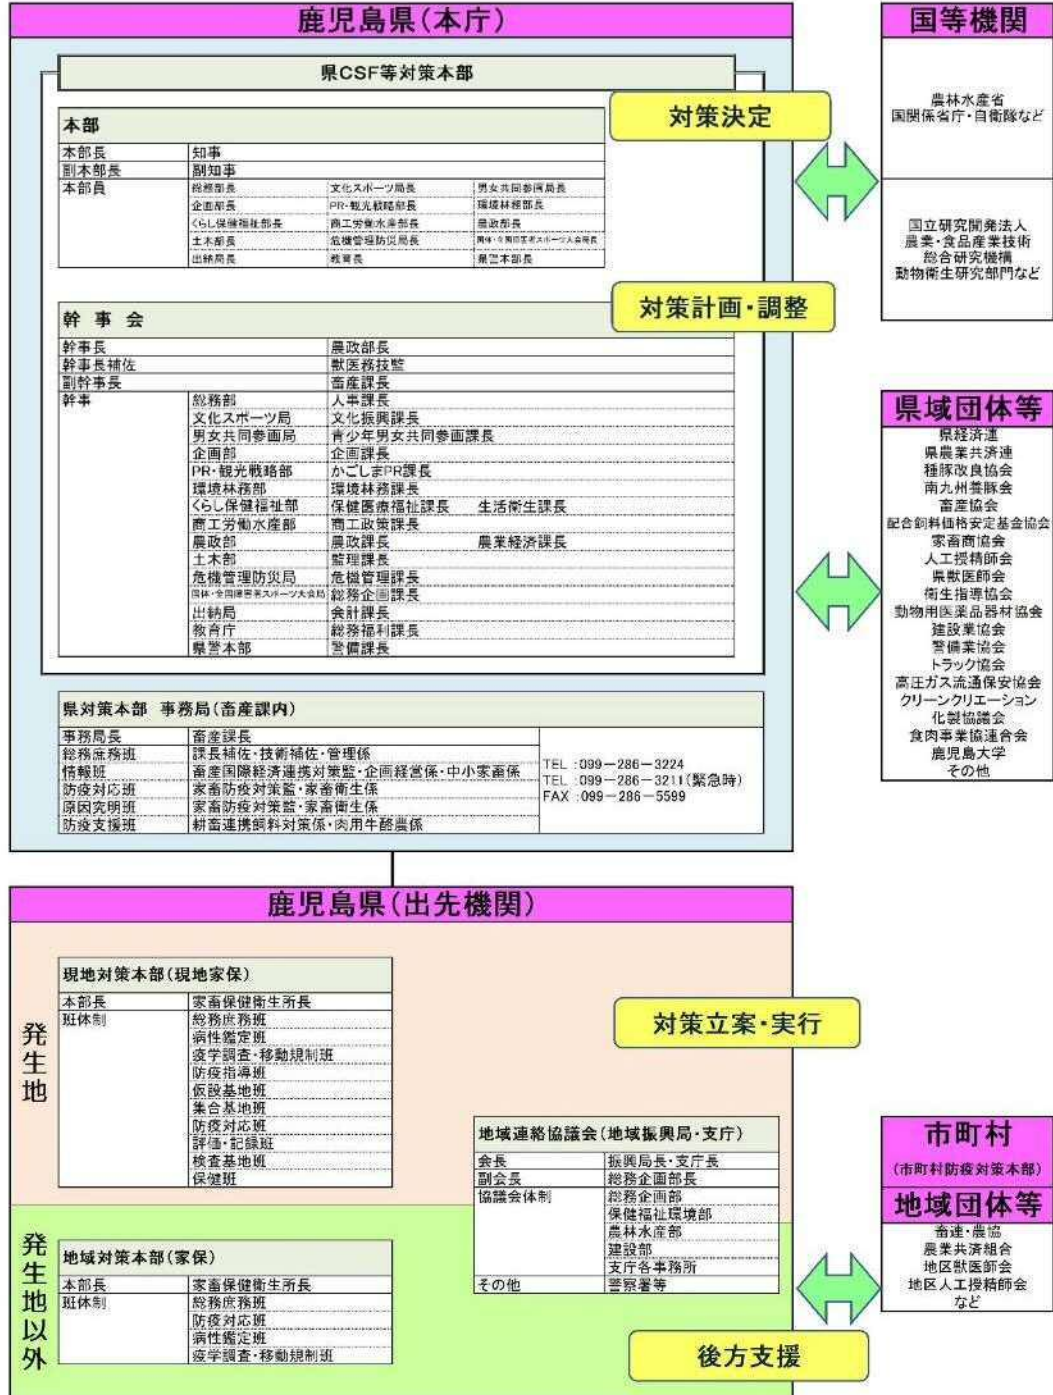 鹿児島県(本庁)
県CSF等対策本部
対策決定
本部
本部長 知事
副本部長 副知事
本部員 総務部長 文化スポーツ局長 男女共同参画局長
企画部長 PR・観光戦略部長 環境林務部長
くらし保健福祉部長 商工労働水産部長 農政部長
土木部長 危機管理防災局長 国体・全国障害者スポーツ大会局長
出納局長 教育長 県警本部長
対策計画・調整
幹事会
幹事長 農政部長
幹事長補佐 獣医務技監
副幹事長 畜産課長
幹事 総務部 人事課長
文化スポーツ局 文化振興課長
男女共同参画局 青少年男女共同参画課長
企画部 企画課長
PR・観光戦略部 かごしまPR課長
環境林務部 環境林務課長
くらし保健福祉部 保健医療福祉課長 生活衛生課長
商工労働水産部 商工政策課長
農政部 農政課長 農業経済課長
土木部 監理課長
危機管理防災局 危機管理課長
国体・全国障害者スポーツ大会局 総務企画課長
出納局 会計課長
教育庁 総務福利課長
県警本部 警備課長
県対策本部 事務局(畜産課内)
事務局長 畜産課長
総務庶務班 課長補佐・技術補佐・管理係
情報班 畜産国際経済連携対策監・企画経営係・中小家畜係
防疫対応班 家畜防疫対策監・家畜衛生係
原因究明班 家畜防疫対策監・家畜衛生係
防疫支援班 耕畜連携飼料対策係・肉用牛酪農係
TEL:099-286-3224
TEL:099-286-3211(緊急時)
FAX:099-286-5599
国等機関
農林水産省
国関係省庁・自衛隊など
国立研究開発法人
農業・食品産業技術
総合研究機構
動物衛生研究部門など
県域団体等
県経済連
県農業共済連
種豚改良協会
南九州養豚会
畜産協会
配合飼料価格安定基金協会
家畜商協会
人工授精師会
県獣医師会
衛生指導協会
動物用医薬品器材協会
建設業協会
警備業協会
トラック協会
高圧ガス流通保安協会
クリーンクリエーション
化製協議会
食肉事業協連合会
鹿児島大学
その他
鹿児島県(出先機関)
発生地
現地対策本部(現地家保)
本部長 家畜保健衛生所長
班体制 総務庶務班
病性鑑定班
疫学調査・移動規制班
防疫指導班
仮設基地班
集合基地班
防疫対応班
評価・記録班
検査基地班
保健班
対策立案・実行
地域連絡協議会(地域振興局・支庁)
会長 振興局長・支庁長
副会長 総務企画部長
協議会体制 総務企画部
保健福祉環境部
農林水産部
建設部
支庁各事務所
その他 警察署等
発生地以外
地域対策本部(家保)
本部長 家畜保健衛生所長
班体制 総務庶務班
防疫対応班
病性鑑定班
疫学調査・移動規制班
後方支援
市町村
(市町村防疫対策本部)
地域団体等
畜連・農協
農業共済組合
地区獣医師会
地区人工授精師会
など